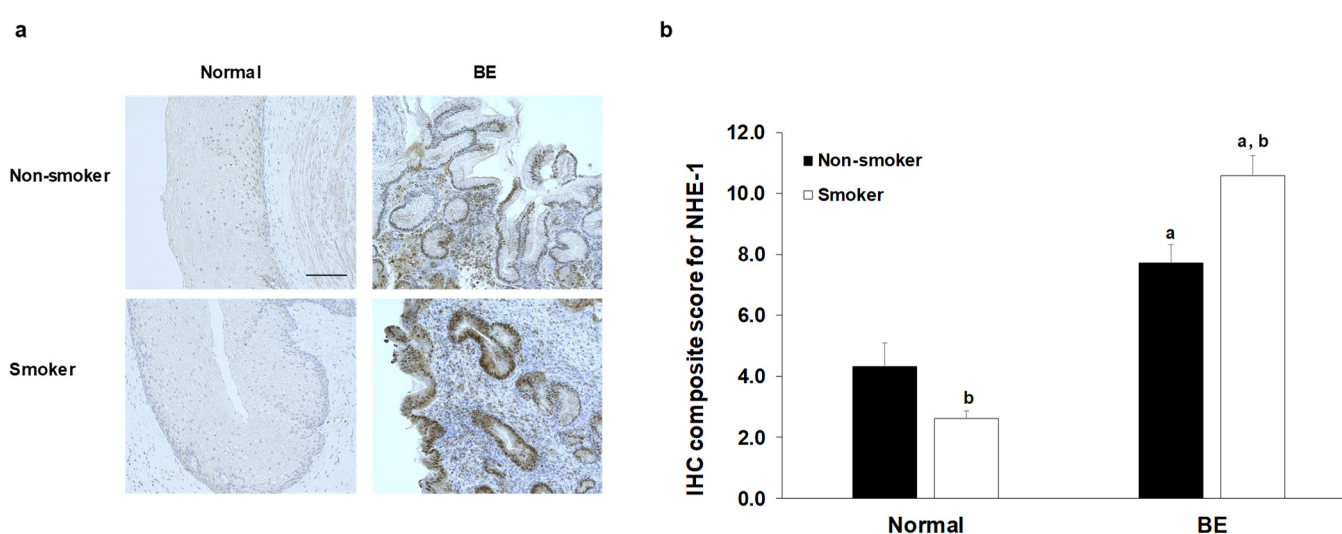 a
Normal
BE
Non-smoker
Smoker
b
IHC composite score for NHE-1
12.0
10.0
8.0
6.0
4.0
2.0
0.0
Non-smoker
Smoker
b
a
a, b
Normal
BE